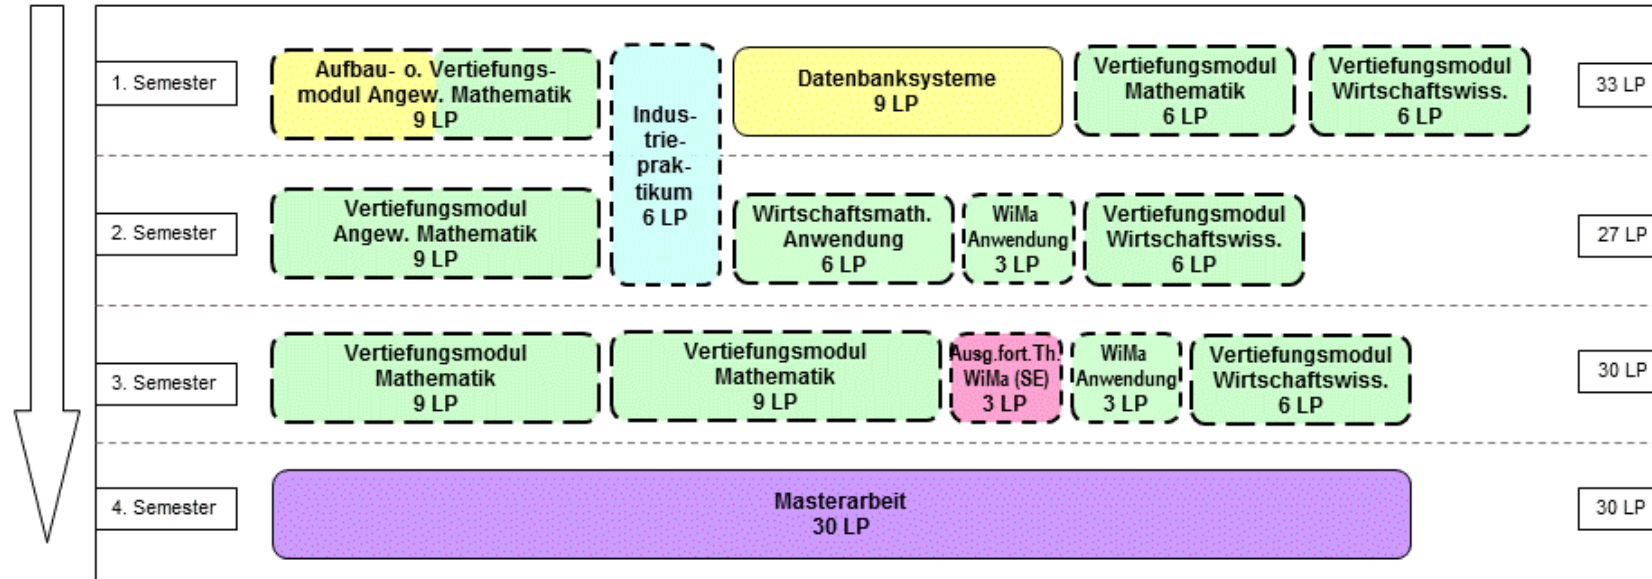 1. Semester
Aufbau- o. Vertiefungs-
modul Angew. Mathematik
9 LP
Indus-
trie-
prak-
tikum
6 LP
Datenbanksysteme
9 LP
Vertiefungsmodul
Mathematik
6 LP
Vertiefungsmodul
Wirtschaftswiss.
6 LP
33 LP
2. Semester
Vertiefungsmodul
Angew. Mathematik
9 LP
Wirtschaftsmath.
Anwendung
6 LP
WiMa
Anwendung
3 LP
Vertiefungsmodul
Wirtschaftswiss.
6 LP
27 LP
3. Semester
Vertiefungsmodul
Mathematik
9 LP
Vertiefungsmodul
Mathematik
9 LP
Ausg.fort.Th.
WiMa (SE)
3 LP
WiMa
Anwendung
3 LP
Vertiefungsmodul
Wirtschaftswiss.
6 LP
30 LP
4. Semester
Masterarbeit
30 LP
30 LP